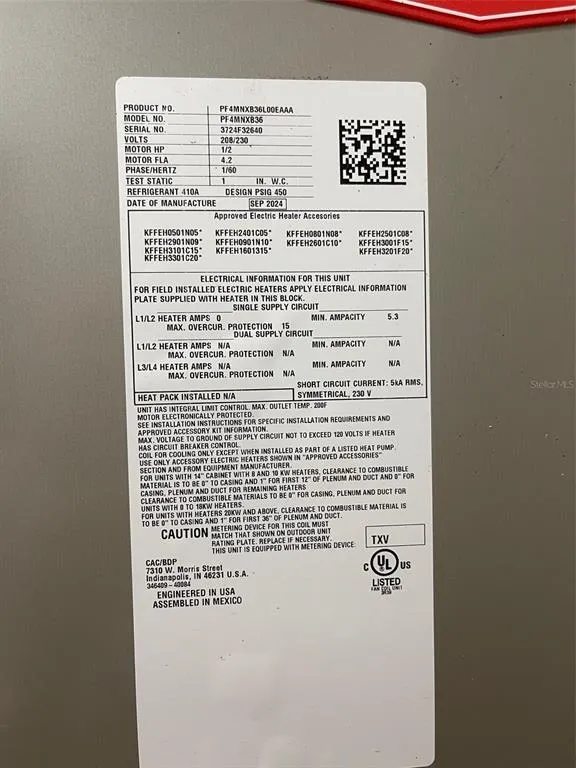 PRODUCT NO. PF4MNXB36L00EAAA
MODEL NO. PF4MNXB36
SERIAL NO. 3724F32640
VOLTS 208/230
MOTOR HP 1/2
MOTOR FLA 4.2
PHASE/HERTZ 1/60
TEST STATIC 1 IN. W.C.
REFRIGERANT 410A DESIGN PSIG 450
DATE OF MANUFACTURE SEP 2024
Approved Electric Heater Accesories
KFFEH0501N05* KFFEH2401C05* KFFEH0801N08* KFFEH2501C08*
KFFEH2901N09* KFFEH0901N10* KFFEH2601C10* KFFEH3001F15*
KFFEH3101C15* KFFEH1601315* KFFEH3201F20*
KFFEH3301C20*
ELECTRICAL INFORMATION FOR THIS UNIT
FOR FIELD INSTALLED ELECTRIC HEATERS APPLY ELECTRICAL INFORMATION
PLATE SUPPLIED WITH HEATER IN THIS BLOCK.
SINGLE SUPPLY CIRCUIT
L1/L2 HEATER AMPS 0 MIN. AMPACITY 5.3
MAX. OVERCUR. PROTECTION 15
DUAL SUPPLY CIRCUIT
L1/L2 HEATER AMPS N/A MIN. AMPACITY N/A
MAX. OVERCUR. PROTECTION N/A
L3/L4 HEATER AMPS N/A MIN. AMPACITY N/A
MAX. OVERCUR. PROTECTION N/A
SHORT CIRCUIT CURRENT: 5kA RMS.
HEAT PACK INSTALLED N/A SYMMETRICAL, 230 V
UNIT HAS INTEGRAL LIMIT CONTROL. MAX. OUTLET TEMP. 200F
MOTOR ELECTRONICALLY PROTECTED.
SEE INSTALLATION INSTRUCTIONS FOR SPECIFIC INSTALLATION REQUIREMENTS AND
APPROVED ACCESSORY KIT INFORMATION.
MAX. VOLTAGE TO GROUND OF SUPPLY CIRCUIT NOT TO EXCEED 120 VOLTS IF HEATER
HAS CIRCUIT BREAKER CONTROL.
COIL FOR COOLING ONLY EXCEPT WHEN INSTALLED AS PART OF A LISTED HEAT PUMP.
USE ONLY ACCESSORY ELECTRIC HEATERS SHOWN IN "APPROVED ACCESSORIES"
SECTION AND FROM EQUIPMENT MANUFACTURER.
FOR UNITS WITH 14" CABINET WITH 8 AND 10 KW HEATERS, CLEARANCE TO COMBUSTIBLE
MATERIAL IS TO BE 0" TO CASING AND 1" FOR FIRST 12" OF PLENUM AND DUCT AND 0" FOR
CASING, PLENUM AND DUCT FOR REMAINING HEATERS
CLEARANCE TO COMBUSTIBLE MATERIALS TO BE 0" FOR CASING, PLENUM AND DUCT FOR
UNITS WITH 0 TO 18KW HEATERS.
FOR UNITS WITH HEATERS 20KW AND ABOVE, CLEARANCE TO COMBUSTIBLE MATERIAL IS
TO BE 0" TO CASING AND 1" FOR FIRST 36" OF PLENUM AND DUCT.
CAUTION METERING DEVICE FOR THIS COIL MUST
MATCH THAT SHOWN ON OUTDOOR UNIT
RATING PLATE. REPLACE IF NECESSARY.
THIS UNIT IS EQUIPPED WITH METERING DEVICE: TXV
CAC/BDP
7310 W. Morris Street
Indianapolis, IN 46231 U.S.A.
346409-40084
ENGINEERED IN USA
ASSEMBLED IN MEXICO
C UL US
LISTED
FAN COIL UNIT
StellarMLS